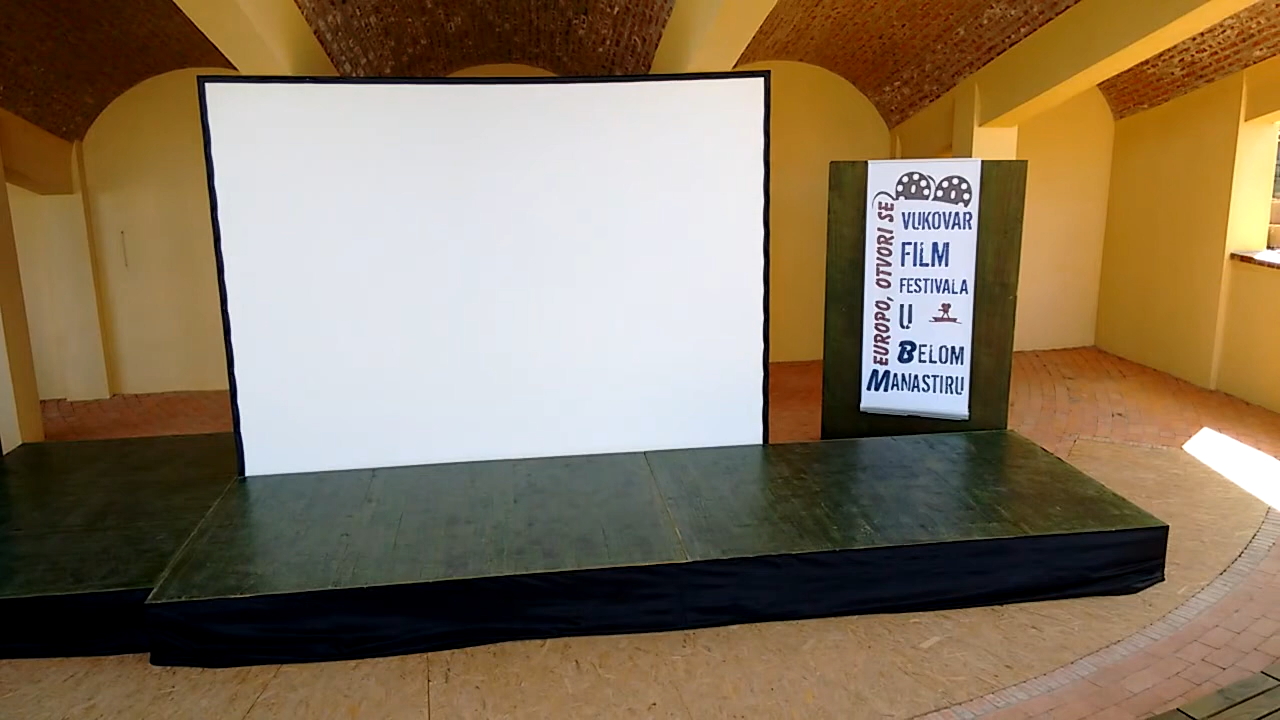 EUROPO, OTVORI SE
VUKOVAR
FILM
FESTIVALA
U
BELOM
MANASTIRU